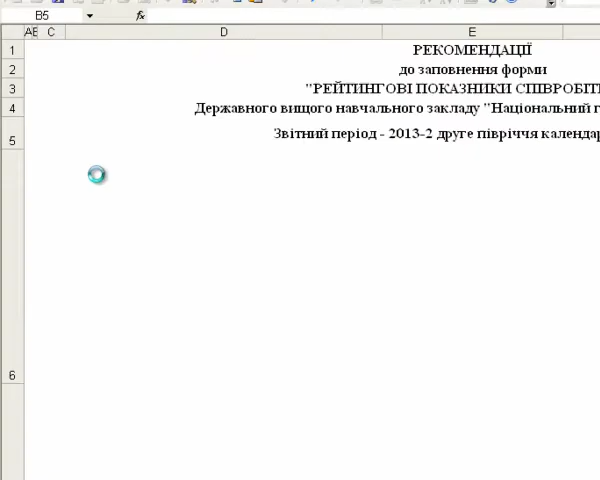 B5
fx
A B C D E
1 РЕКОМЕНДАЦІЇ
2 до заповнення форми
3 "РЕЙТИНГОВІ ПОКАЗНИКИ СПІВРОБІТ
4 Державного вищого навчального закладу "Національний г
5 Звітний період - 2013-2 друге півріччя календар
6